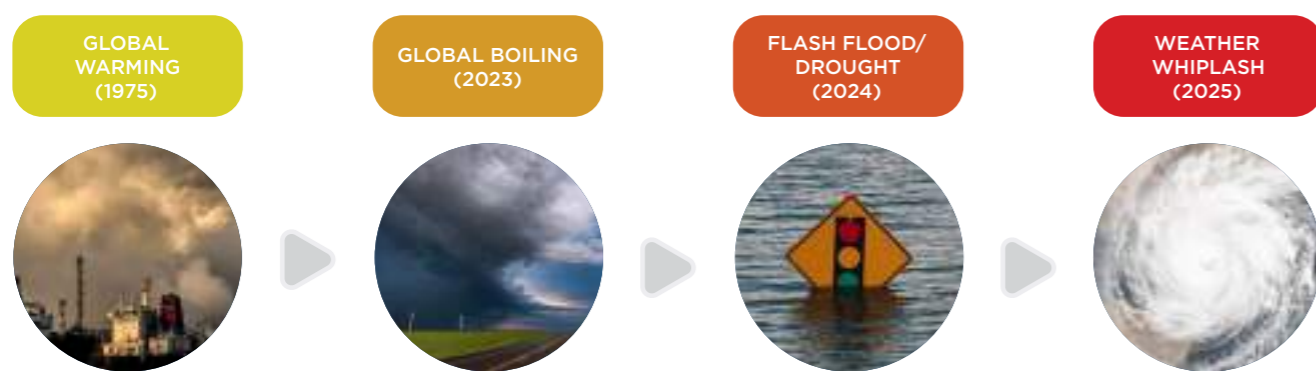 GLOBAL
WARMING
(1975)
GLOBAL BOILING
(2023)
FLASH FLOOD/
DROUGHT
(2024)
WEATHER
WHIPLASH
(2025)